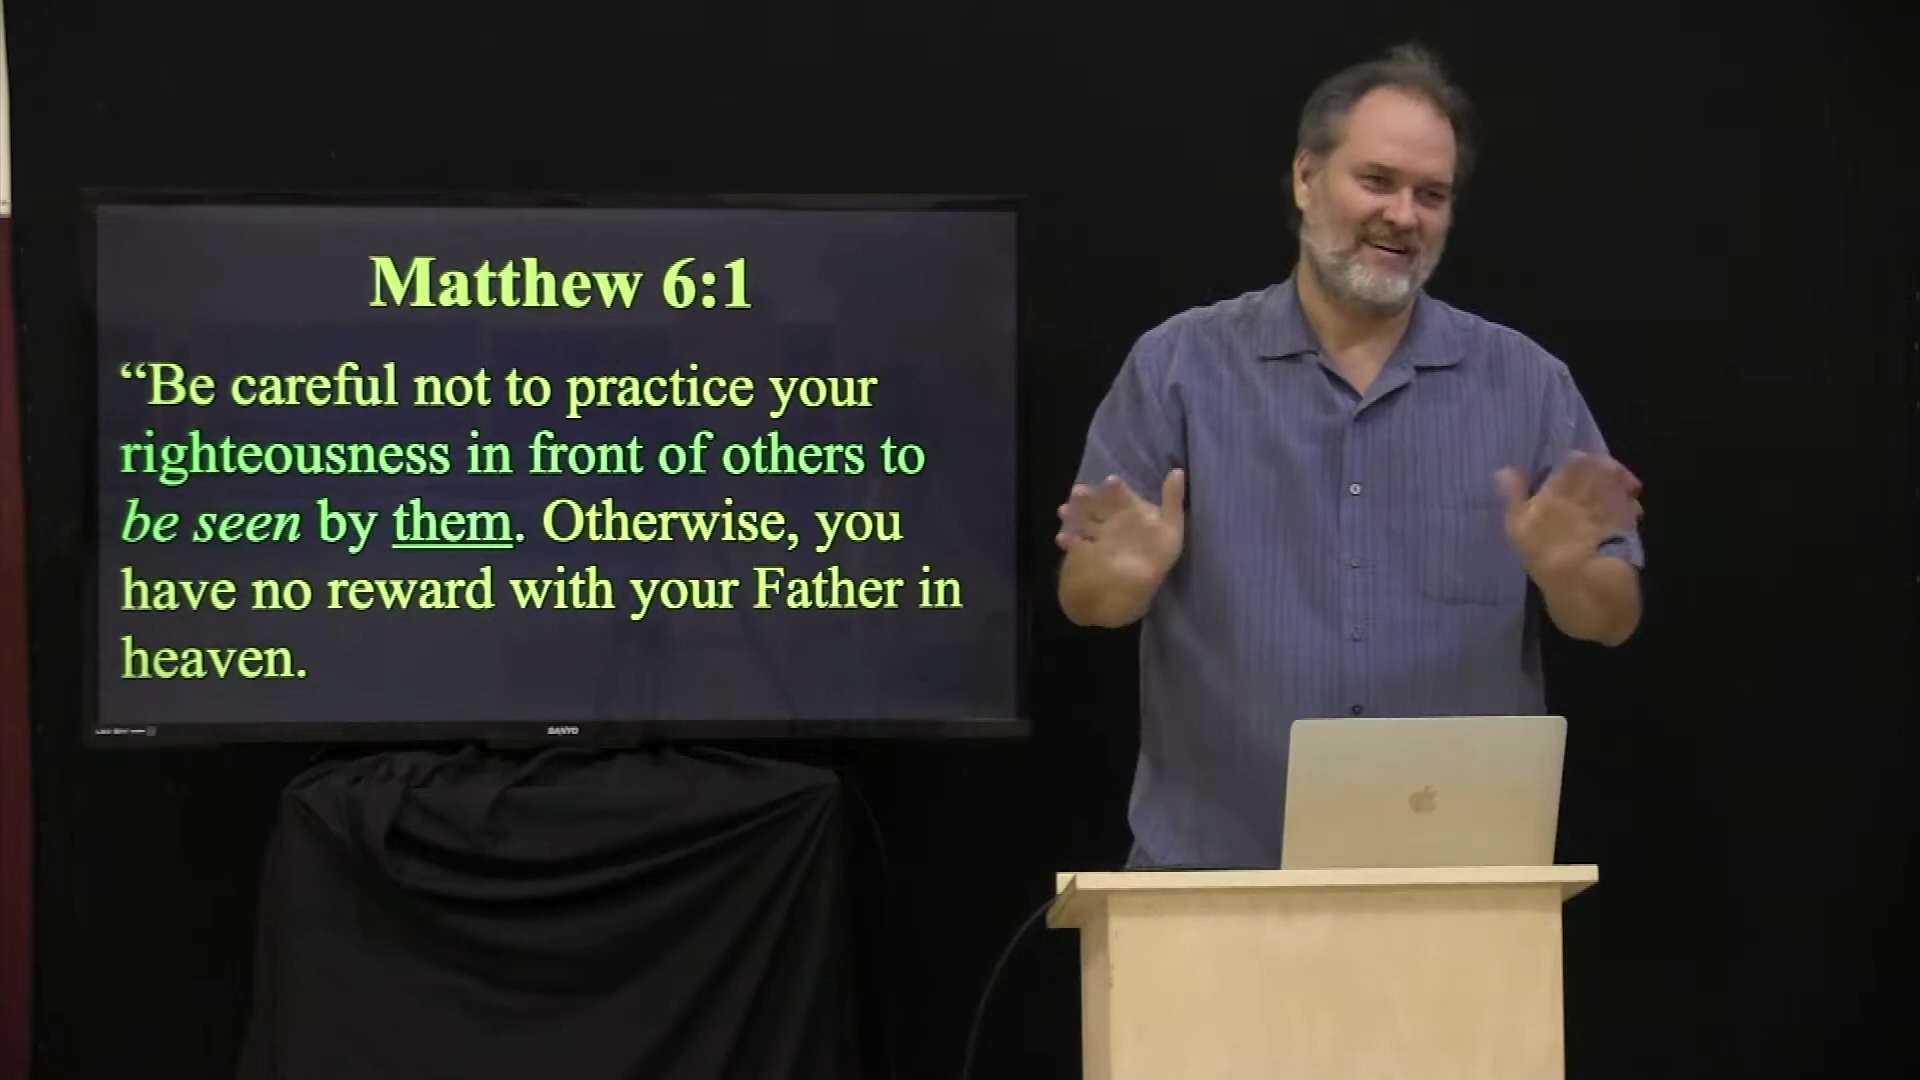 Matthew 6:1
“Be careful not to practice your
righteousness in front of others to
be seen by them. Otherwise, you
have no reward with your Father in
heaven.
SANYO